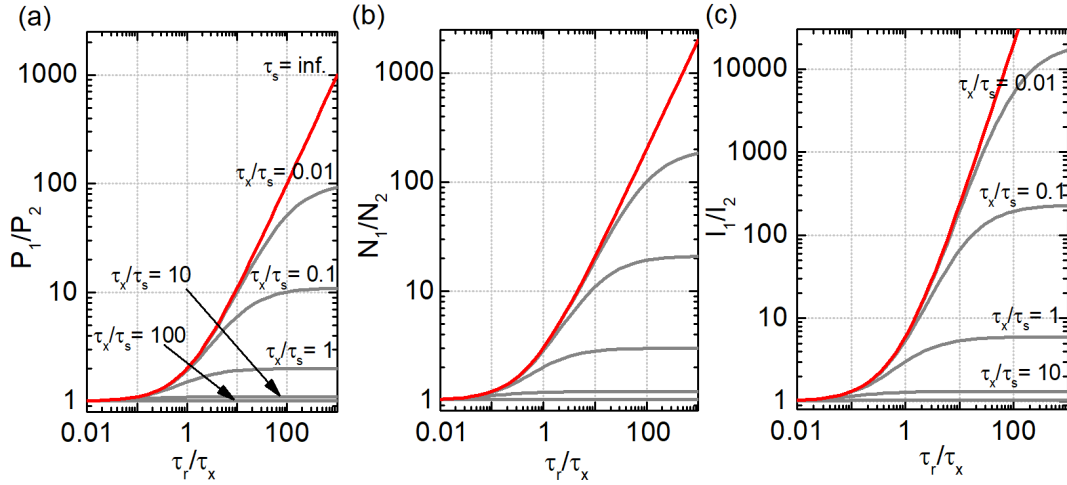 (a)
P1/P2
1000
100
10
1
τs = inf.
τx/τs = 0.01
τx/τs = 10
τx/τs = 0.1
τx/τs = 100
τx/τs = 1
0.01
1
100
τr/τx
(b)
N1/N2
1000
100
10
1
0.01
1
100
τr/τx
(c)
I1/I2
10000
1000
100
10
1
τx/τs = 0.01
τx/τs = 0.1
τx/τs = 1
τx/τs = 10
0.01
1
100
τr/τx